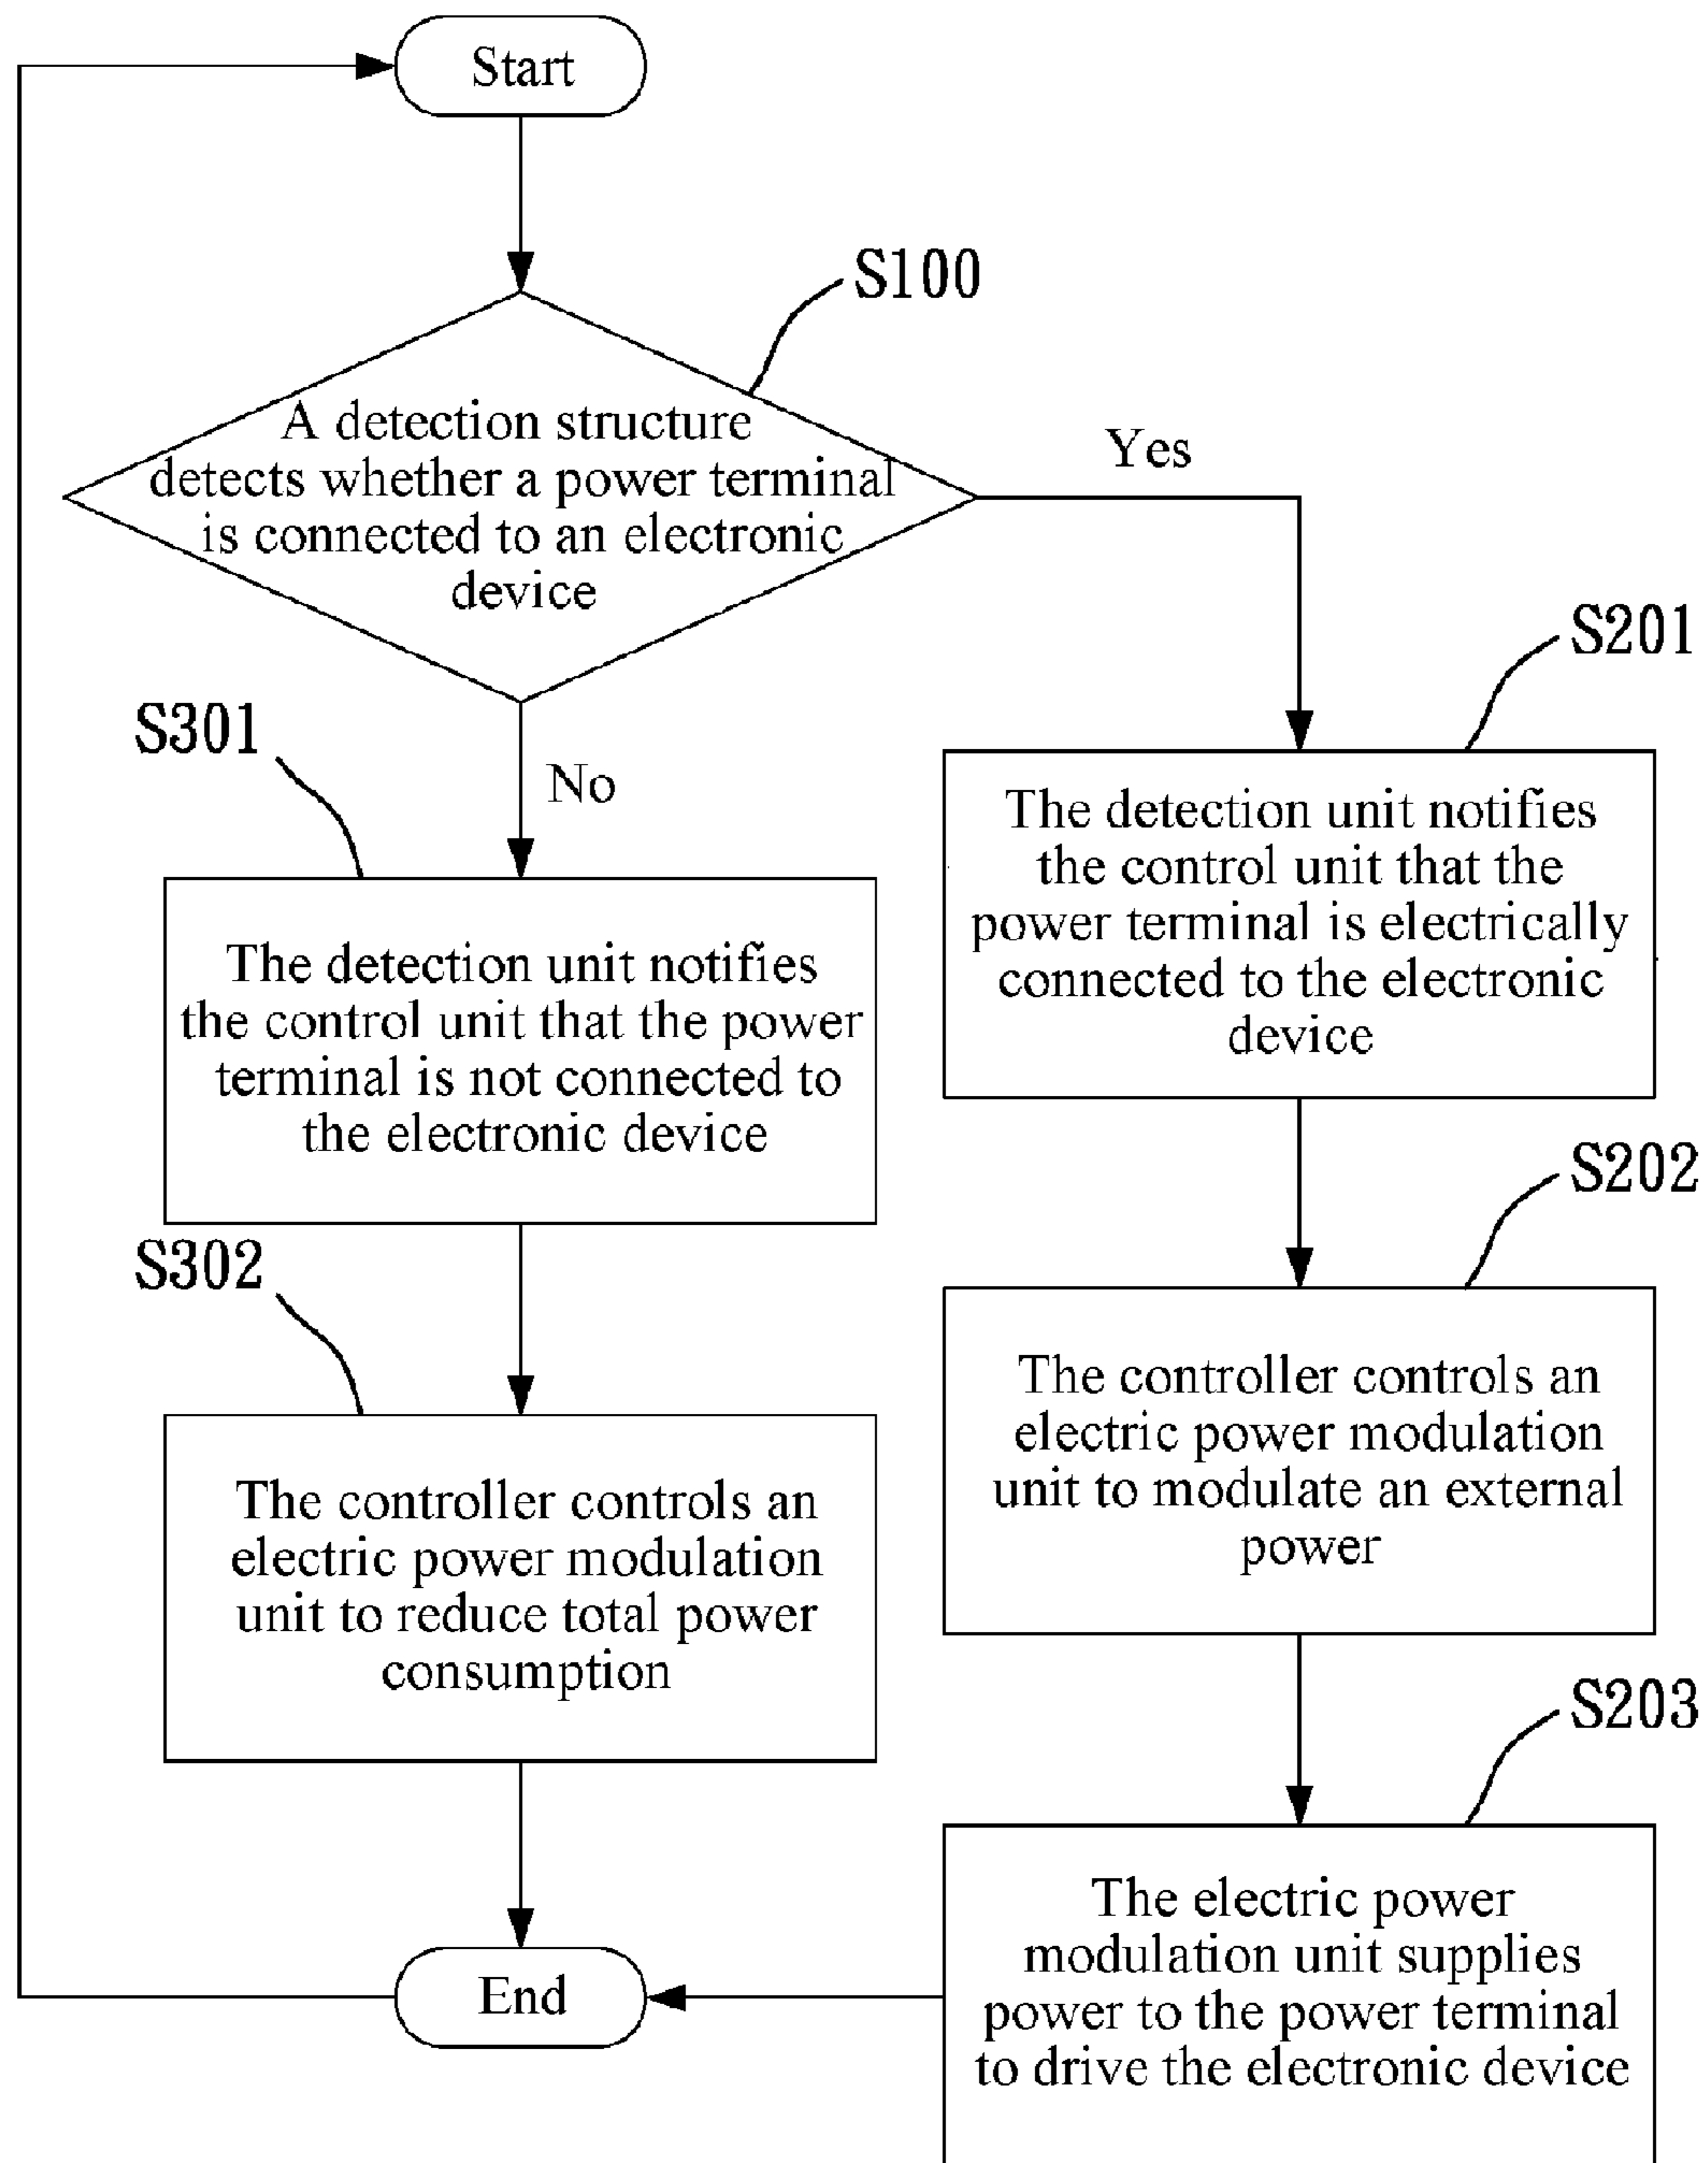 Start
S100
A detection structure
detects whether a power terminal
is connected to an electronic
device
Yes
No
S201
The detection unit notifies
the control unit that the
power terminal is electrically
connected to the electronic
device
S301
The detection unit notifies
the control unit that the power
terminal is not connected to
the electronic device
S202
The controller controls an
electric power modulation
unit to modulate an external
power
S302
The controller controls an
electric power modulation
unit to reduce total power
consumption
S203
The electric power
modulation unit supplies
power to the power terminal
to drive the electronic device
End